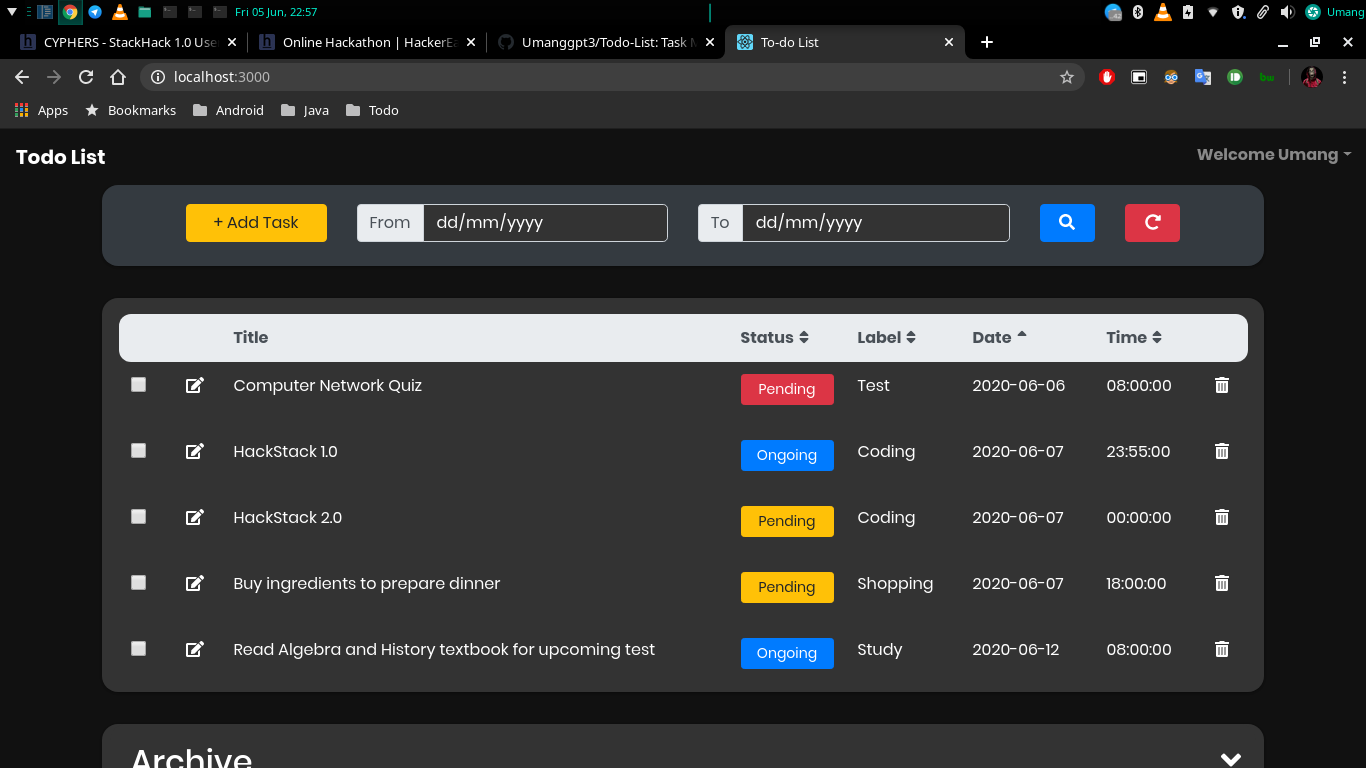 Fri 05 Jun, 22:57 Umang
CYPHERS - StackHack 1.0 Use Online Hackathon | HackerEa Umanggpt3/Todo-List: Task M To-do List
localhost:3000
Apps Bookmarks Android Java Todo
Todo List Welcome Umang
+ Add Task From dd/mm/yyyy To dd/mm/yyyy
Title Status Label Date Time
Computer Network Quiz Pending Test 2020-06-06 08:00:00
HackStack 1.0 Ongoing Coding 2020-06-07 23:55:00
HackStack 2.0 Pending Coding 2020-06-07 00:00:00
Buy ingredients to prepare dinner Pending Shopping 2020-06-07 18:00:00
Read Algebra and History textbook for upcoming test Ongoing Study 2020-06-12 08:00:00
Archive